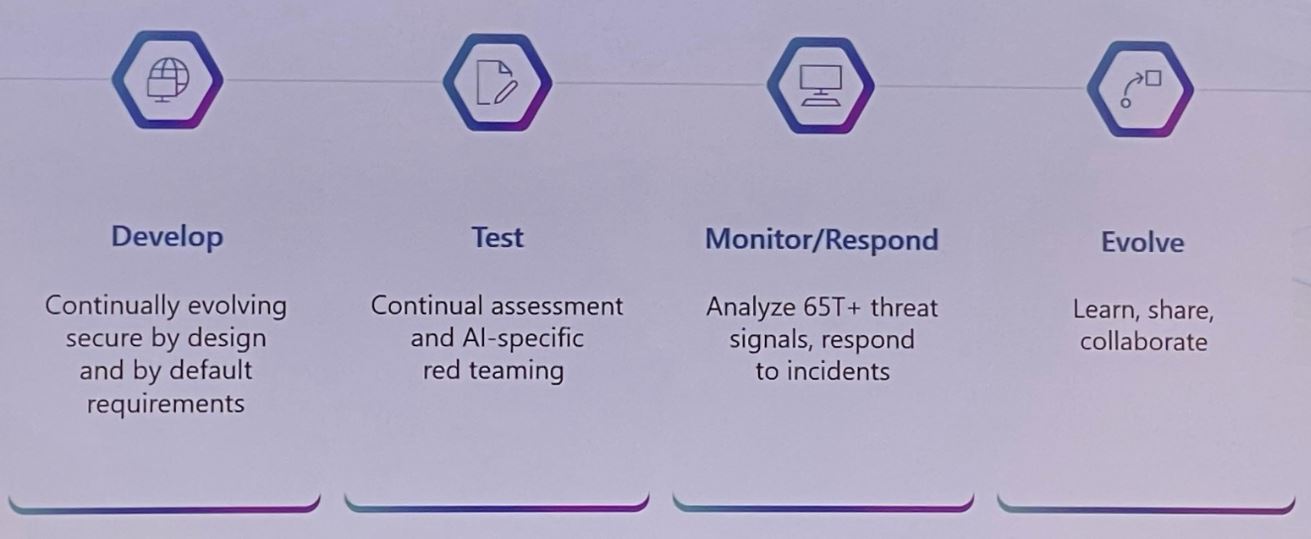 Develop
Continually evolving
secure by design
and by default
requirements
Test
Continual assessment
and AI-specific
red teaming
Monitor/Respond
Analyze 65T+ threat
signals, respond
to incidents
Evolve
Learn, share,
collaborate